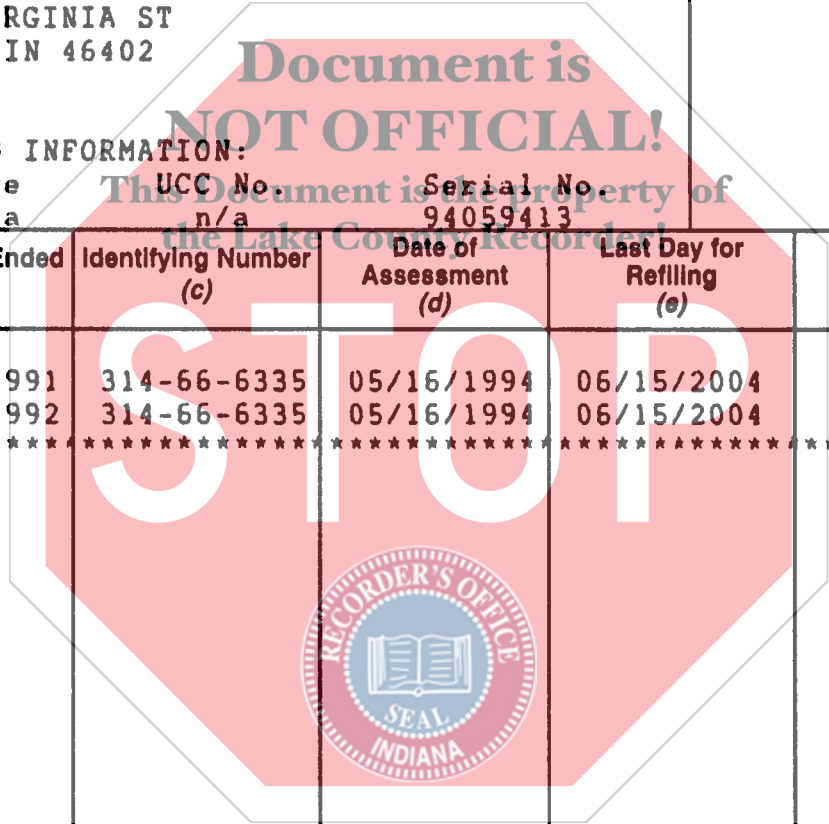 RGINIA ST
IN 46402
Document is
NOT OFFICIAL!
INFORMATION:
This Document is the property of
the Lake County Recorder!
e UCC No. Serial No.
a n/a 94059413
Ended Identifying Number Date of Assessment Last Day for Refiling
(c) (d) (e)
991 314-66-6335 05/16/1994 06/15/2004
992 314-66-6335 05/16/1994 06/15/2004
STOP
RECORDER'S OFFICE
SEAL
INDIANA